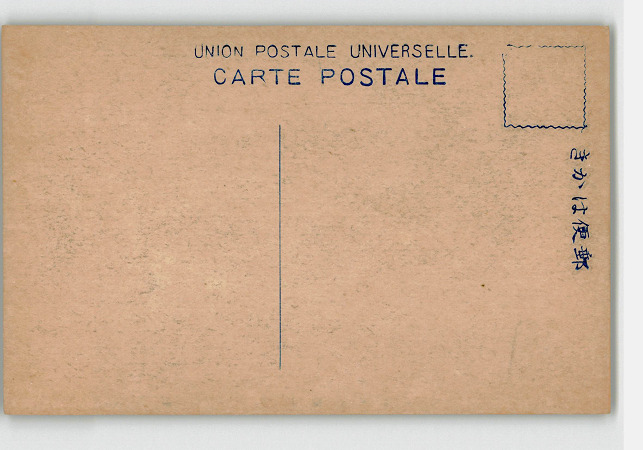 UNION POSTALE UNIVERSELLE.
CARTE POSTALE
きかは便郵